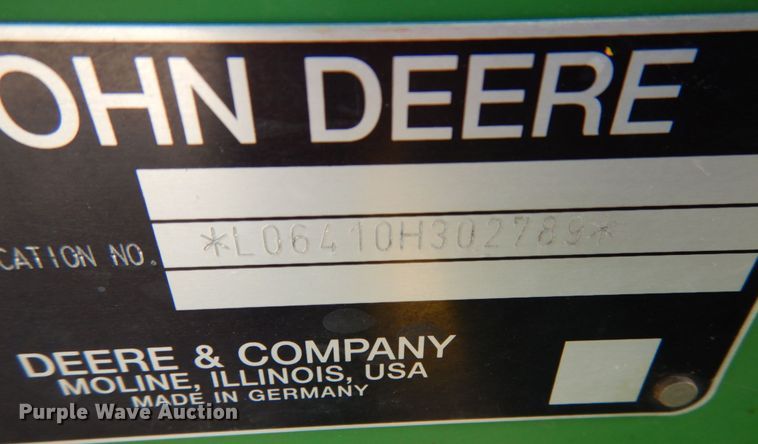 OHN DEERE
CATION NO. *L06410H302789*
DEERE & COMPANY
MOLINE, ILLINOIS, USA
MADE IN GERMANY
Purple Wave Auction